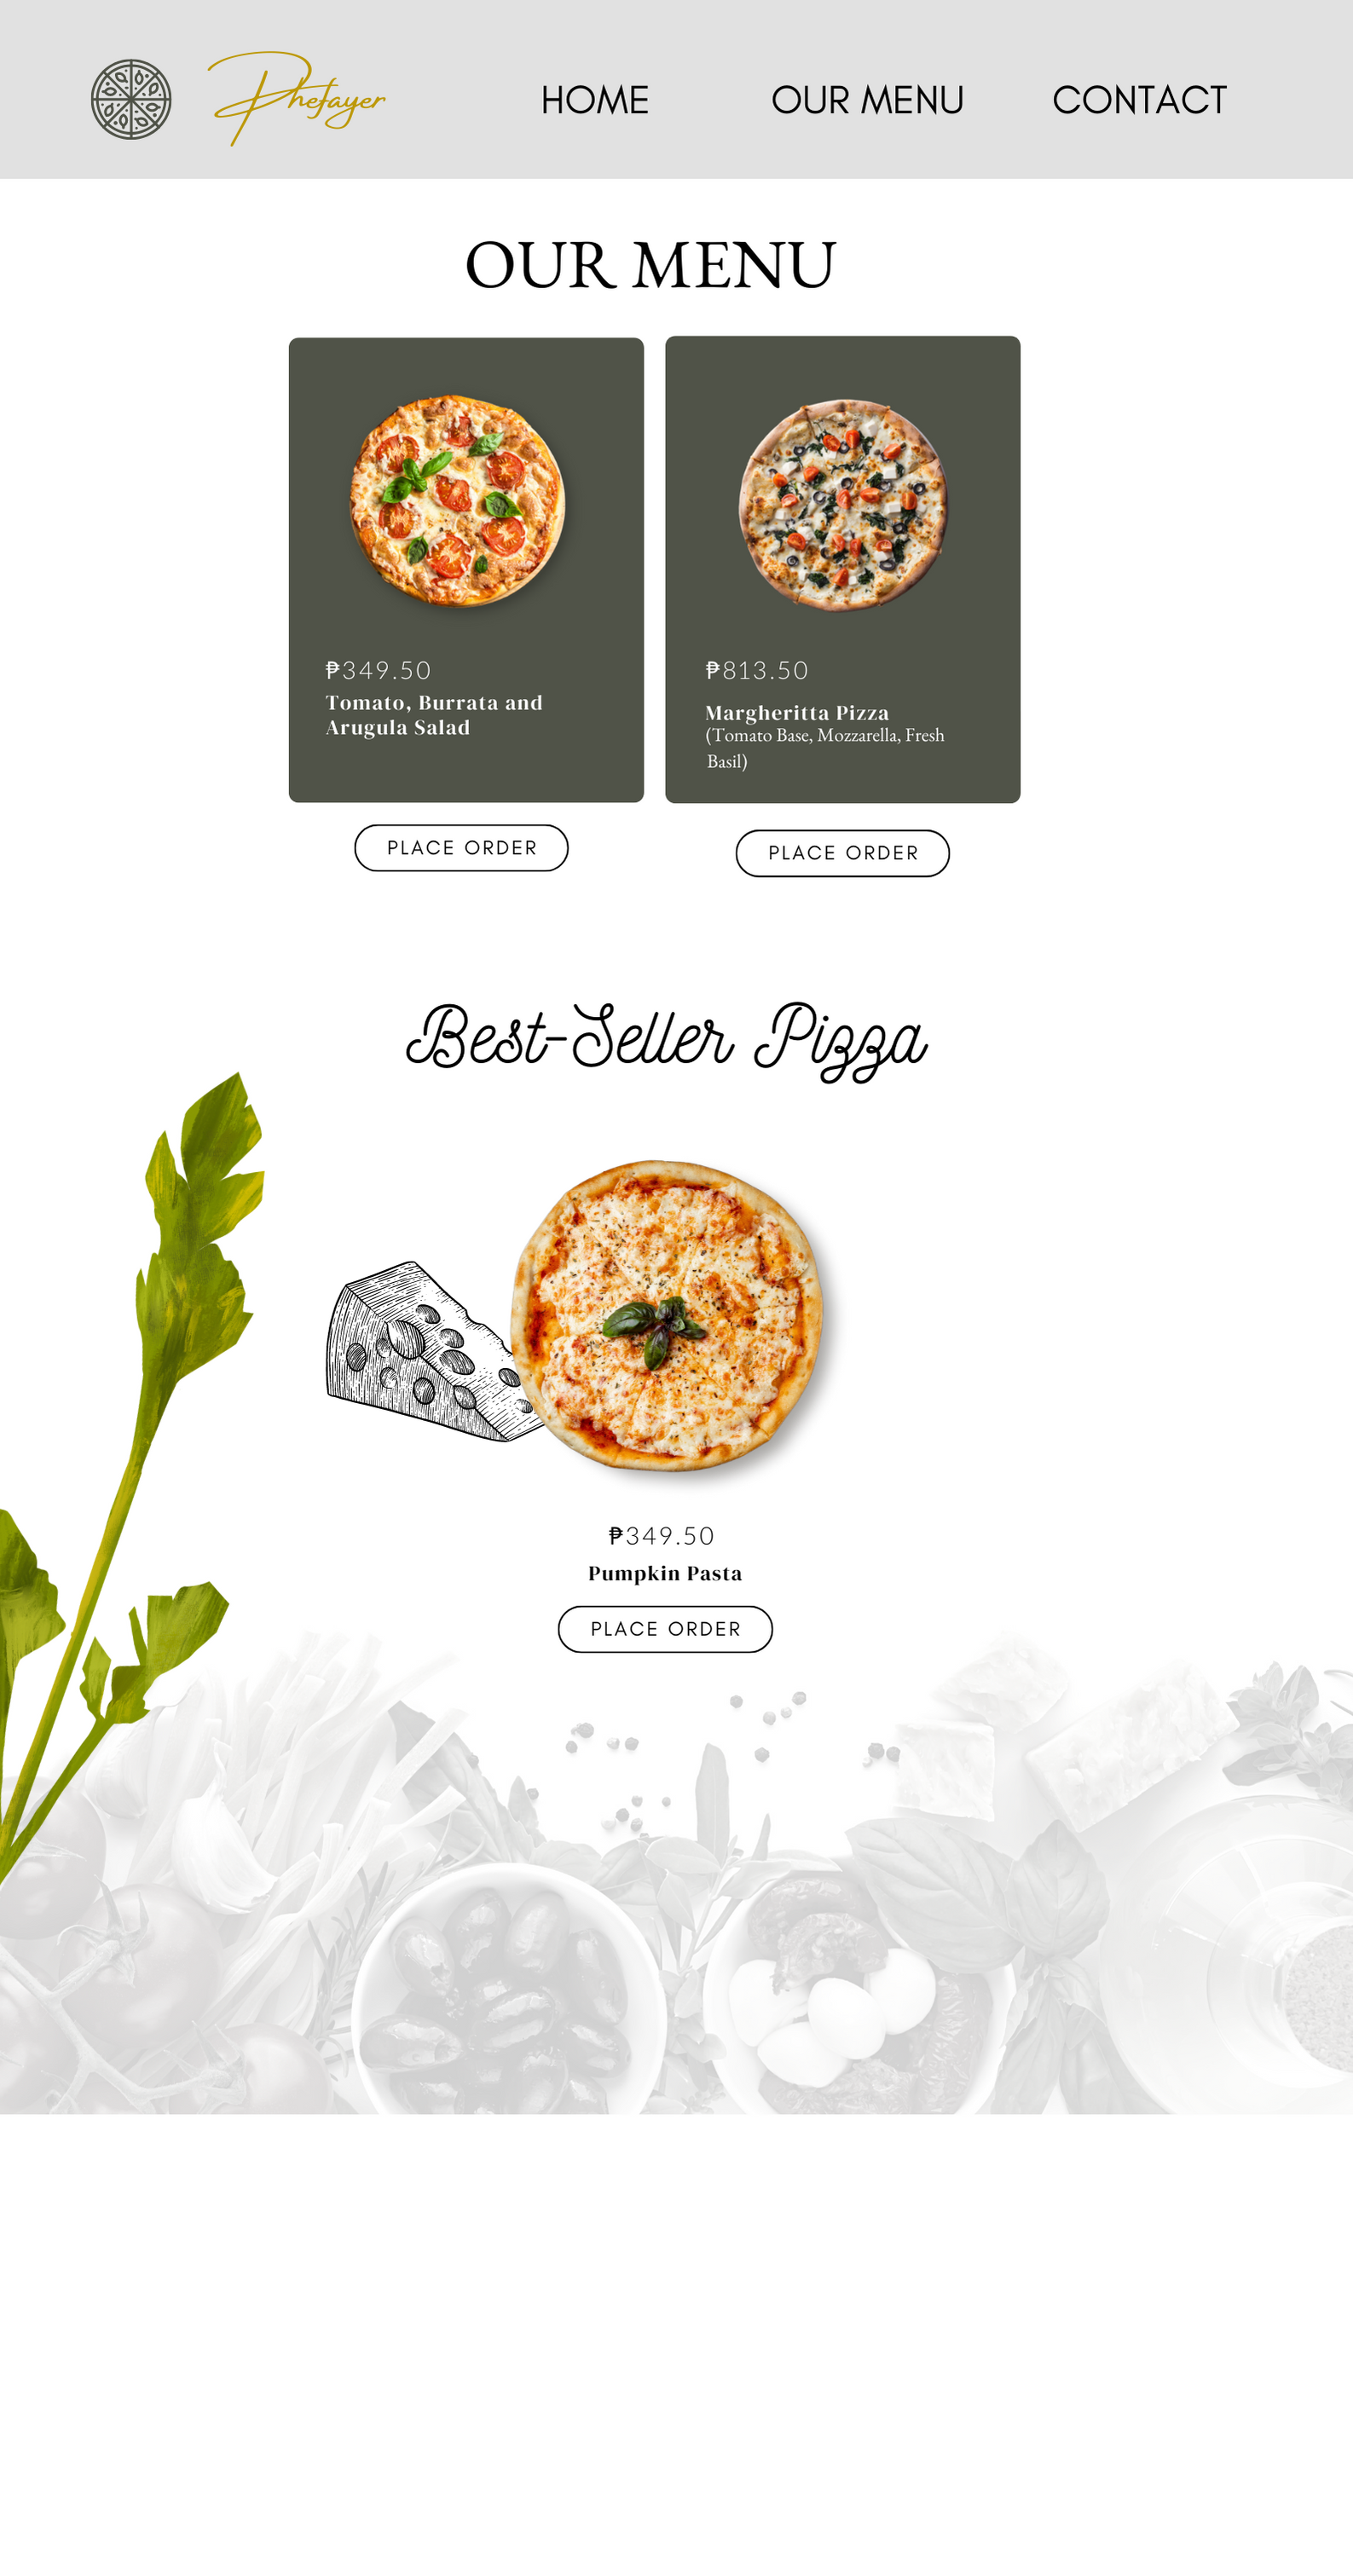 Phefayer
HOME OUR MENU CONTACT
OUR MENU
₱349.50
Tomato, Burrata and
Arugula Salad
PLACE ORDER
₱813.50
Margheritta Pizza
(Tomato Base, Mozzarella, Fresh
Basil)
PLACE ORDER
Best-Seller Pizza
₱349.50
Pumpkin Pasta
PLACE ORDER